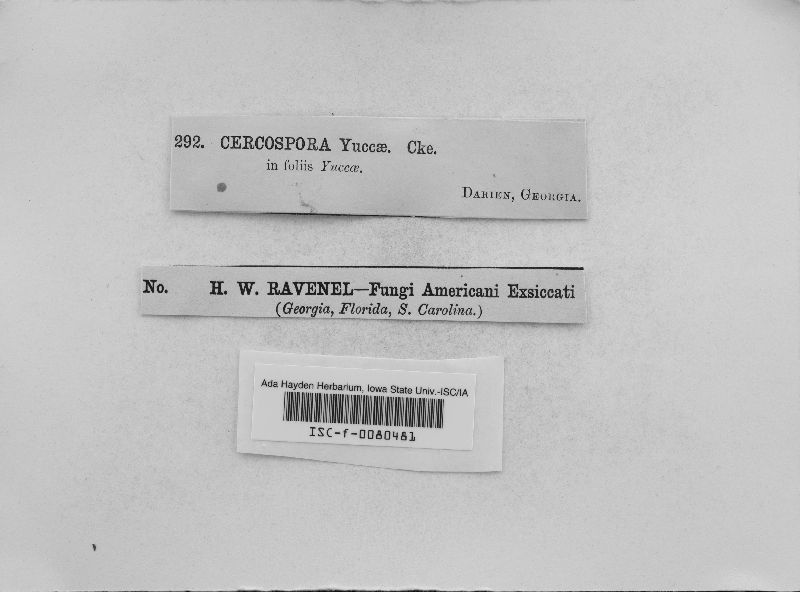 292. CERCOSPORA Yuccæ. Cke.
in foliis Yuccæ.
DARIEN, GEORGIA.
No. H. W. RAVENEL—Fungi Americani Exsiccati
(Georgia, Florida, S. Carolina.)
Ada Hayden Herbarium, Iowa State Univ.-ISC/IA
ISC-f-0080481